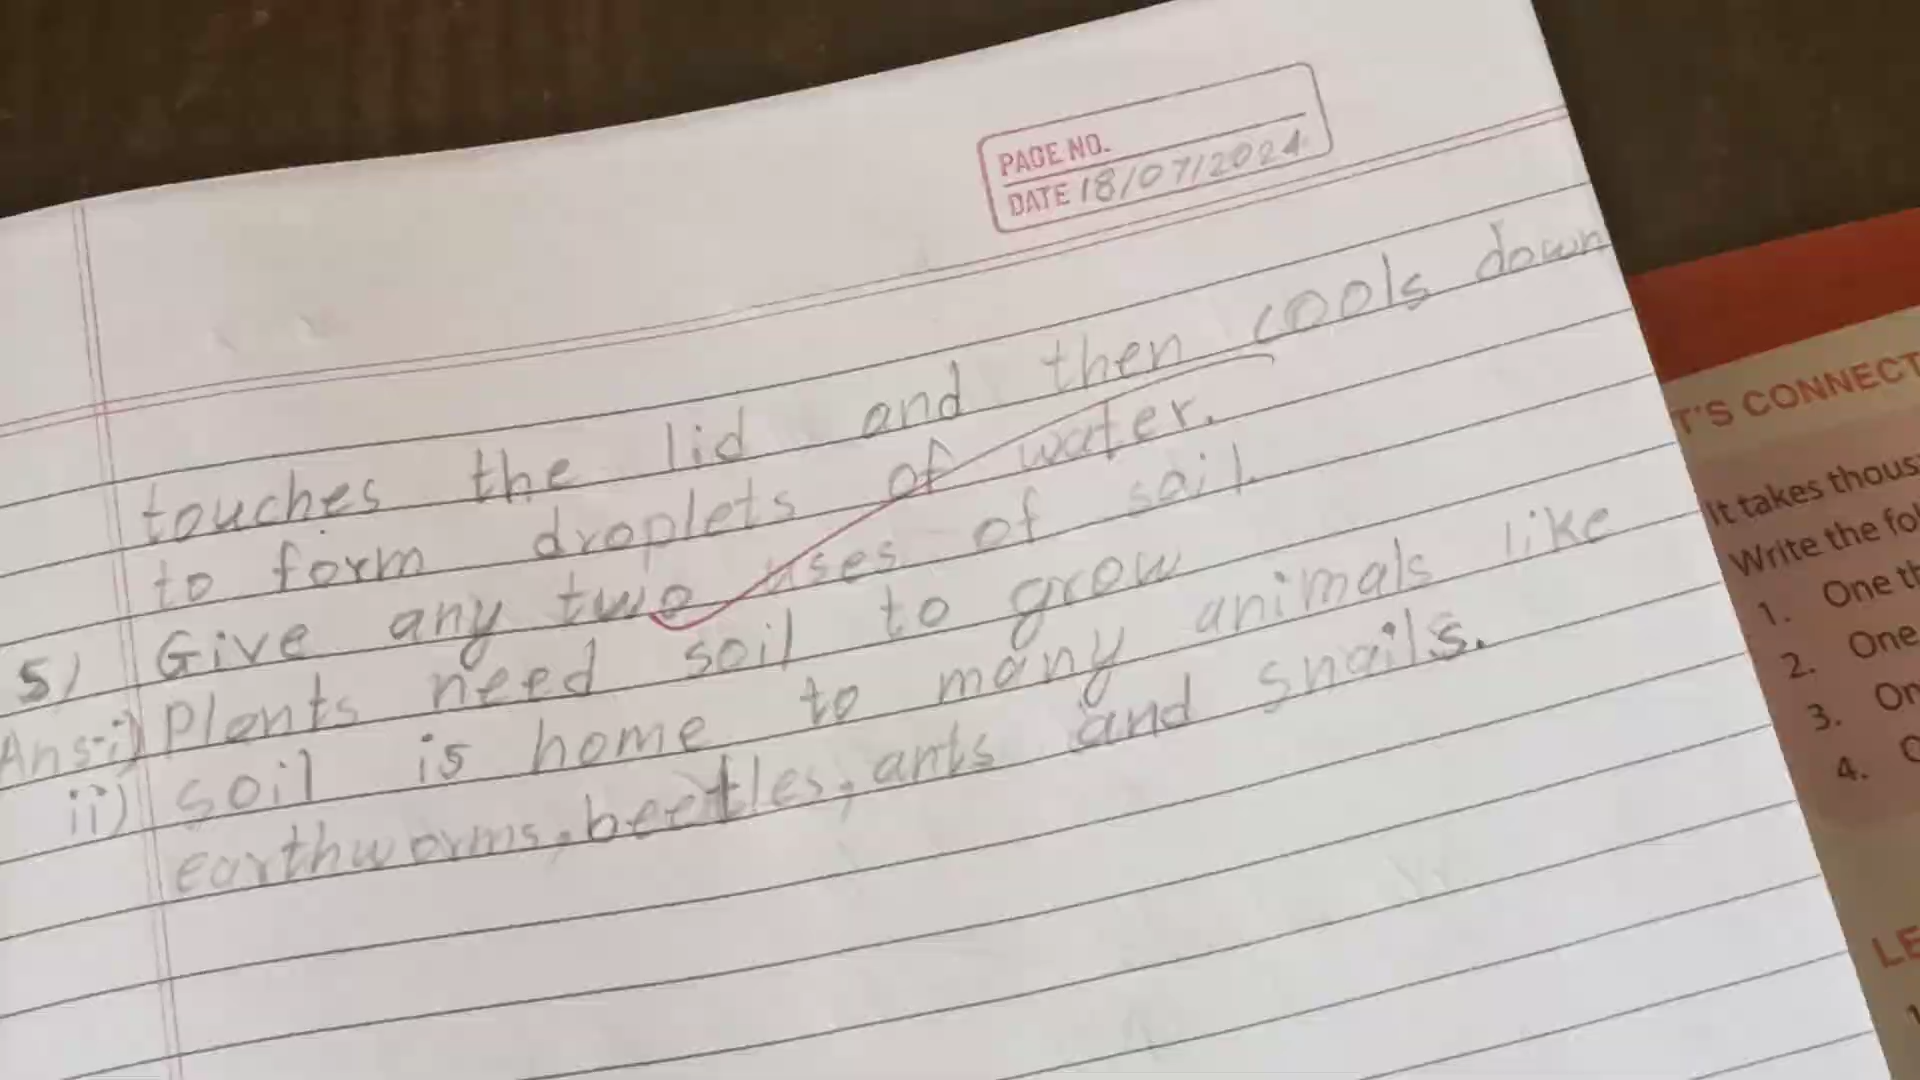 PAGE NO.
DATE 18/07/2024
touches the lid and then cools down
to form droplets of water.
5) Give any two uses of soil.
Ans-i) Plants need soil to grow
ii) soil is home to many animals like
earthworms, beetles, ants and snails.
T'S CONNECT
It takes thous
Write the fol
1. One th
2. One
3. On
4. O
LE